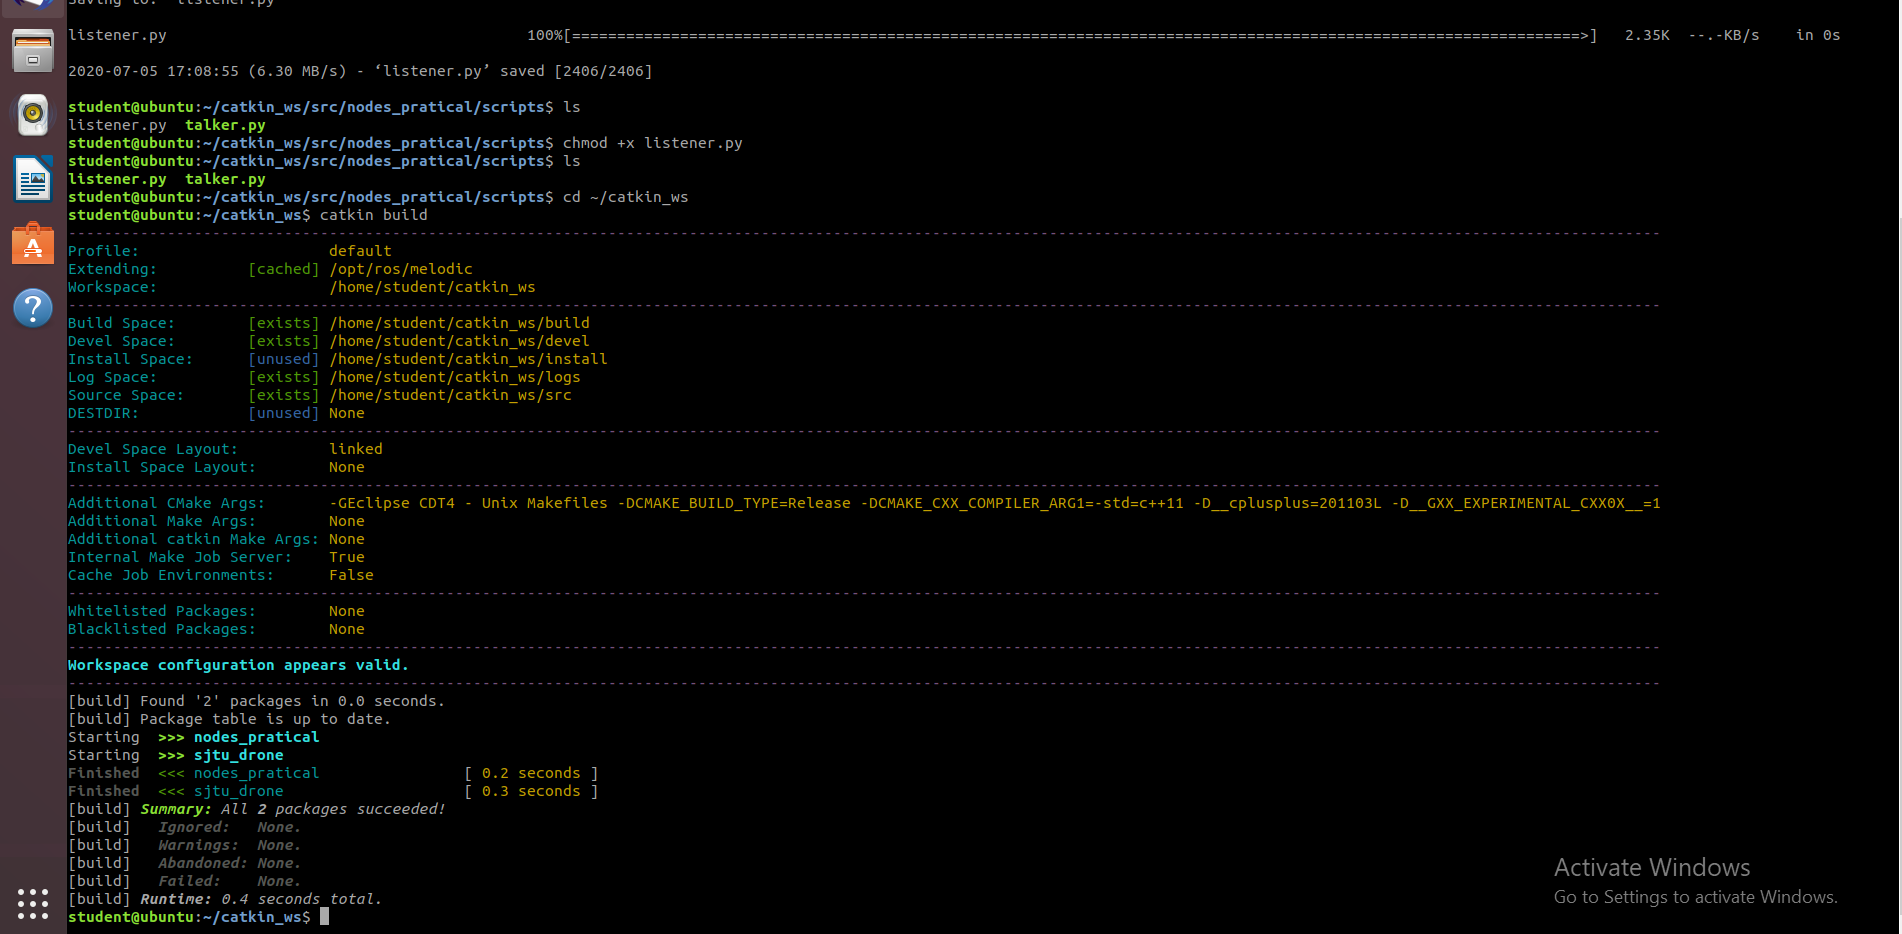 Saving to: ‘listener.py’
listener.py 100%[================================================================================================================>] 2.35K --.-KB/s in 0s
2020-07-05 17:08:55 (6.30 MB/s) - ‘listener.py’ saved [2406/2406]
student@ubuntu:~/catkin_ws/src/nodes_pratical/scripts$ ls
listener.py talker.py
student@ubuntu:~/catkin_ws/src/nodes_pratical/scripts$ chmod +x listener.py
student@ubuntu:~/catkin_ws/src/nodes_pratical/scripts$ ls
listener.py talker.py
student@ubuntu:~/catkin_ws/src/nodes_pratical/scripts$ cd ~/catkin_ws
student@ubuntu:~/catkin_ws$ catkin build
Profile: default
Extending: [cached] /opt/ros/melodic
Workspace: /home/student/catkin_ws
Build Space: [exists] /home/student/catkin_ws/build
Devel Space: [exists] /home/student/catkin_ws/devel
Install Space: [unused] /home/student/catkin_ws/install
Log Space: [exists] /home/student/catkin_ws/logs
Source Space: [exists] /home/student/catkin_ws/src
DESTDIR: [unused] None
Devel Space Layout: linked
Install Space Layout: None
Additional CMake Args: -GEclipse CDT4 - Unix Makefiles -DCMAKE_BUILD_TYPE=Release -DCMAKE_CXX_COMPILER_ARG1=-std=c++11 -D__cplusplus=201103L -D__GXX_EXPERIMENTAL_CXX0X__=1
Additional Make Args: None
Additional catkin Make Args: None
Internal Make Job Server: True
Cache Job Environments: False
Whitelisted Packages: None
Blacklisted Packages: None
Workspace configuration appears valid.
[build] Found '2' packages in 0.0 seconds.
[build] Package table is up to date.
Starting >>> nodes_pratical
Starting >>> sjtu_drone
Finished <<< nodes_pratical [ 0.2 seconds ]
Finished <<< sjtu_drone [ 0.3 seconds ]
[build] Summary: All 2 packages succeeded!
[build] Ignored: None.
[build] Warnings: None.
[build] Abandoned: None.
[build] Failed: None.
[build] Runtime: 0.4 seconds total.
student@ubuntu:~/catkin_ws$
Activate Windows
Go to Settings to activate Windows.